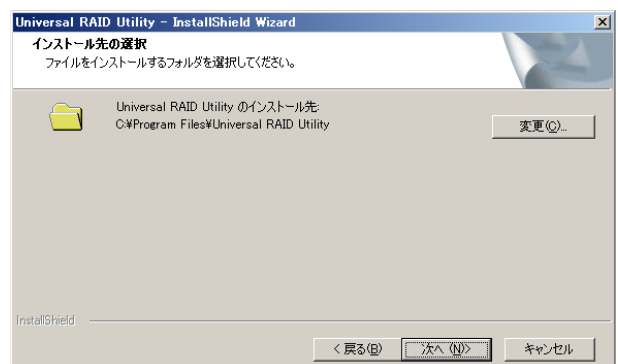 Universal RAID Utility - InstallShield Wizard
インストール先の選択
ファイルをインストールするフォルダを選択してください。
Universal RAID Utility のインストール先:
C:¥Program Files¥Universal RAID Utility
変更(C)...
InstallShield
< 戻る(B)
次へ (N)>
キャンセル